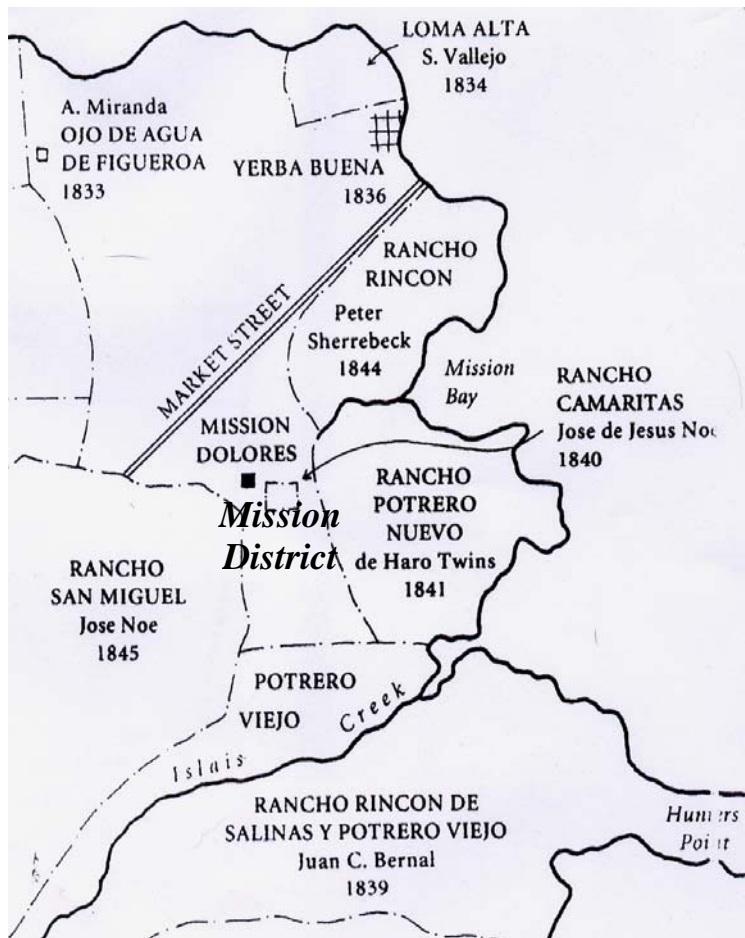 LOMA ALTA
S. Vallejo
1834
A. Miranda
OJO DE AGUA
DE FIGUEROA
1833
YERBA BUENA
1836
RANCHO
RINCON
Peter
Sherrebeck
1844
MARKET STREET
Mission
Bay
RANCHO
CAMARITAS
Jose de Jesus Noe
1840
MISSION
DOLORES
Mission
District
RANCHO
POTRERO
NUEVO
de Haro Twins
1841
RANCHO
SAN MIGUEL
Jose Noe
1845
POTRERO
VIEJO
Islais Creek
RANCHO RINCON DE
SALINAS Y POTRERO VIEJO
Juan C. Bernal
1839
Hunters
Point